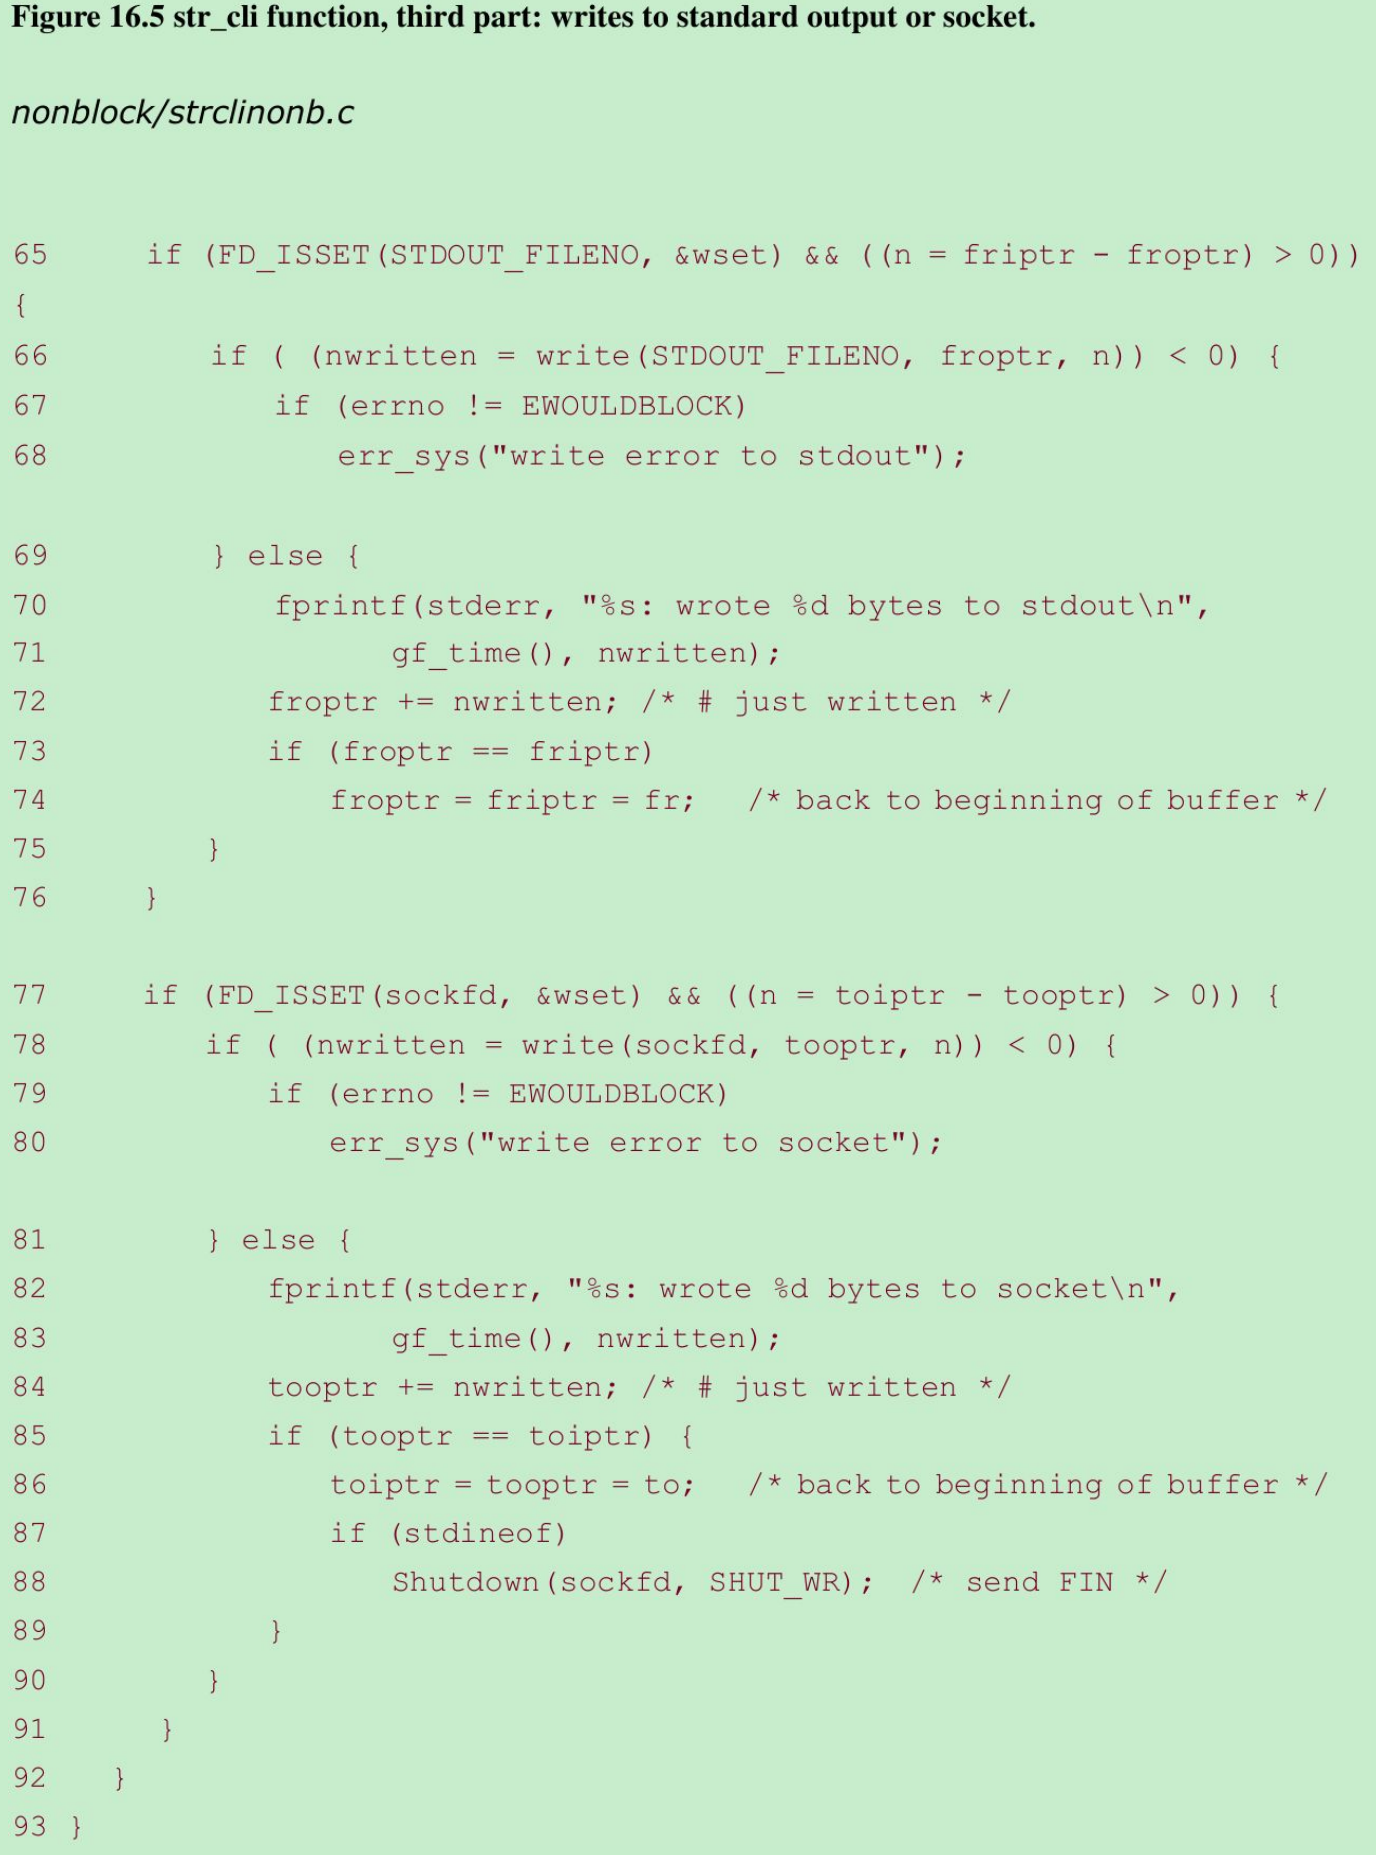 Figure 16.5 str_cli function, third part: writes to standard output or socket.
nonblock/strclinonb.c
65 if (FD_ISSET(STDOUT_FILENO, &wset) && ((n = friptr - froptr) > 0))
{
66 if ( (nwritten = write(STDOUT_FILENO, froptr, n)) < 0) {
67 if (errno != EWOULDBLOCK)
68 err_sys("write error to stdout");
69 } else {
70 fprintf(stderr, "%s: wrote %d bytes to stdout\n",
71 gf_time(), nwritten);
72 froptr += nwritten; /* # just written */
73 if (froptr == friptr)
74 froptr = friptr = fr; /* back to beginning of buffer */
75 }
76 }
77 if (FD_ISSET(sockfd, &wset) && ((n = toiptr - tooptr) > 0)) {
78 if ( (nwritten = write(sockfd, tooptr, n)) < 0) {
79 if (errno != EWOULDBLOCK)
80 err_sys("write error to socket");
81 } else {
82 fprintf(stderr, "%s: wrote %d bytes to socket\n",
83 gf_time(), nwritten);
84 tooptr += nwritten; /* # just written */
85 if (tooptr == toiptr) {
86 toiptr = tooptr = to; /* back to beginning of buffer */
87 if (stdineof)
88 Shutdown(sockfd, SHUT_WR); /* send FIN */
89 }
90 }
91 }
92 }
93 }